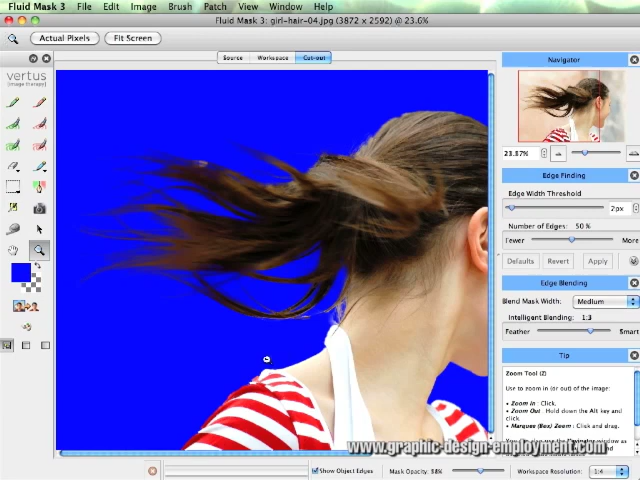 Fluid Mask 3 File Edit Image Brush Patch View Window Help
Fluid Mask 3: girl-hair-04.jpg (3872 x 2592) @ 23.6%
Actual Pixels Fit Screen
Source Workspace Cut-out
vertus
[image therapy]
Navigator
23.57%
Edge Finding
Edge Width Threshold
2px
Number of Edges: 50 %
Fewer More
Defaults Revert Apply
Edge Blending
Blend Mask Width: Medium
Intelligent Blending: 1:3
Feather Smart
Tip
Zoom Tool (Z)
Use to zoom in (or out) of the image:
• Zoom In : Click.
• Zoom Out : Hold down the Alt key and
click.
• Marquee (Box) Zoom : Click and drag.
www.graphic-design-employment.com
Show Object Edges Mask Opacity: 58% Workspace Resolution: 1:4